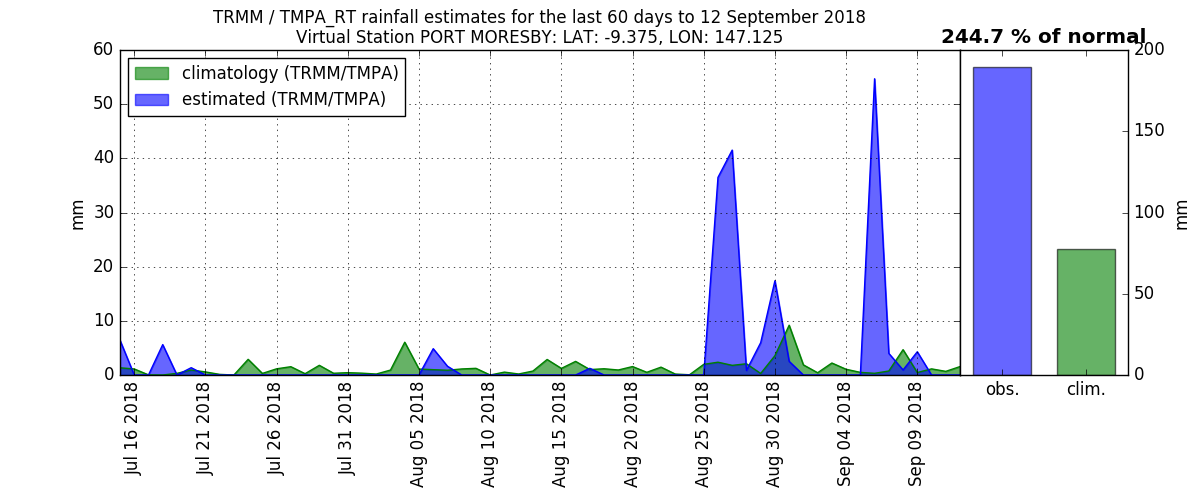 TRMM / TMPA_RT rainfall estimates for the last 60 days to 12 September 2018
Virtual Station PORT MORESBY: LAT: -9.375, LON: 147.125
244.7 % of normal
climatology (TRMM/TMPA)
estimated (TRMM/TMPA)
60
50
40
30
20
10
0
mm
200
150
100
50
0
mm
Jul 16 2018
Jul 21 2018
Jul 26 2018
Jul 31 2018
Aug 05 2018
Aug 10 2018
Aug 15 2018
Aug 20 2018
Aug 25 2018
Aug 30 2018
Sep 04 2018
Sep 09 2018
obs.
clim.